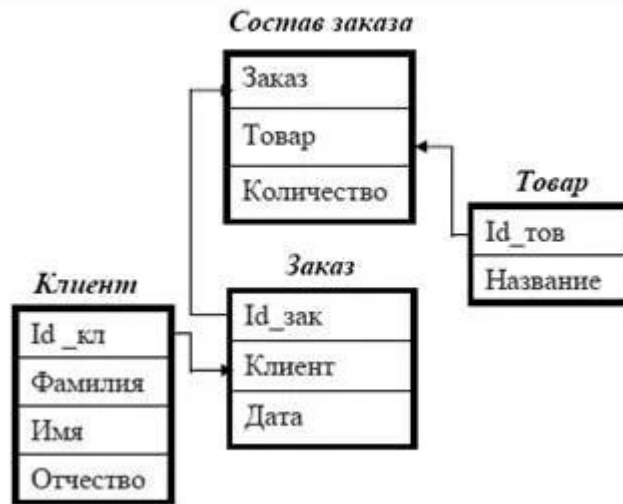 Состав заказа
Заказ
Товар
Количество
Товар
Id_тов
Название
Заказ
Id_зак
Клиент
Дата
Клиент
Id _кл
Фамилия
Имя
Отчество